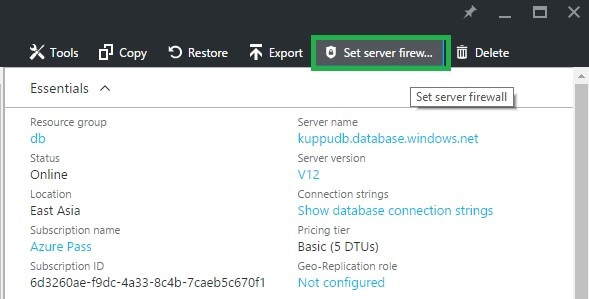 Tools Copy Restore Export Set server firew... Delete
Essentials
Set server firewall
Resource group Server name
db kuppudb.database.windows.net
Status Server version
Online V12
Location Connection strings
East Asia Show database connection strings
Subscription name Pricing tier
Azure Pass Basic (5 DTUs)
Subscription ID Geo-Replication role
6d3260ae-f9dc-4a33-8c4b-7caeb5c670f1 Not configured